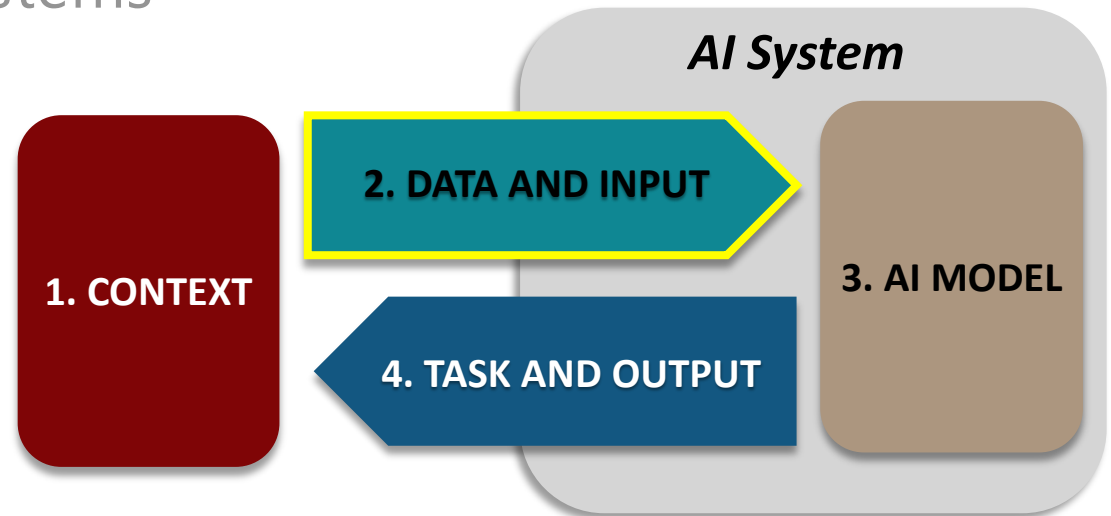 AI System
2. DATA AND INPUT
1. CONTEXT
3. AI MODEL
4. TASK AND OUTPUT